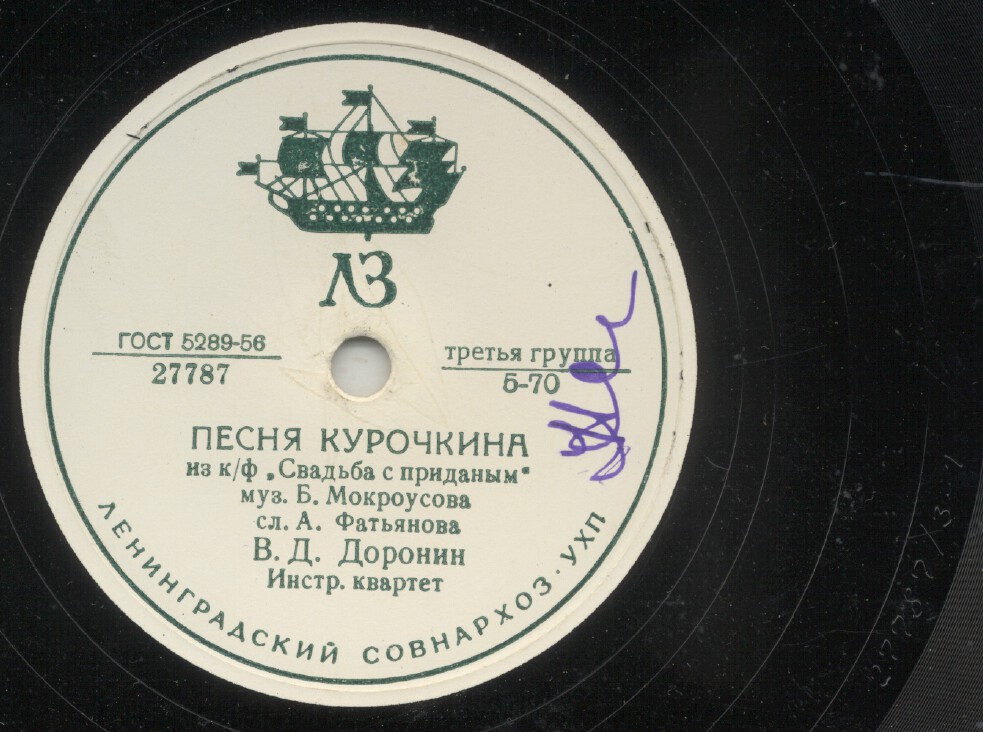 ЛЗ
ГОСТ 5289-56
27787
третья группа
5-70
ПЕСНЯ КУРОЧКИНА
из к/ф „Свадьба с приданым"
муз. Б. Мокроусова
сл. А. Фатьянова
В. Д. Доронин
Инстр. квартет
ЛЕНИНГРАДСКИЙ СОВНАРХОЗ · УХП